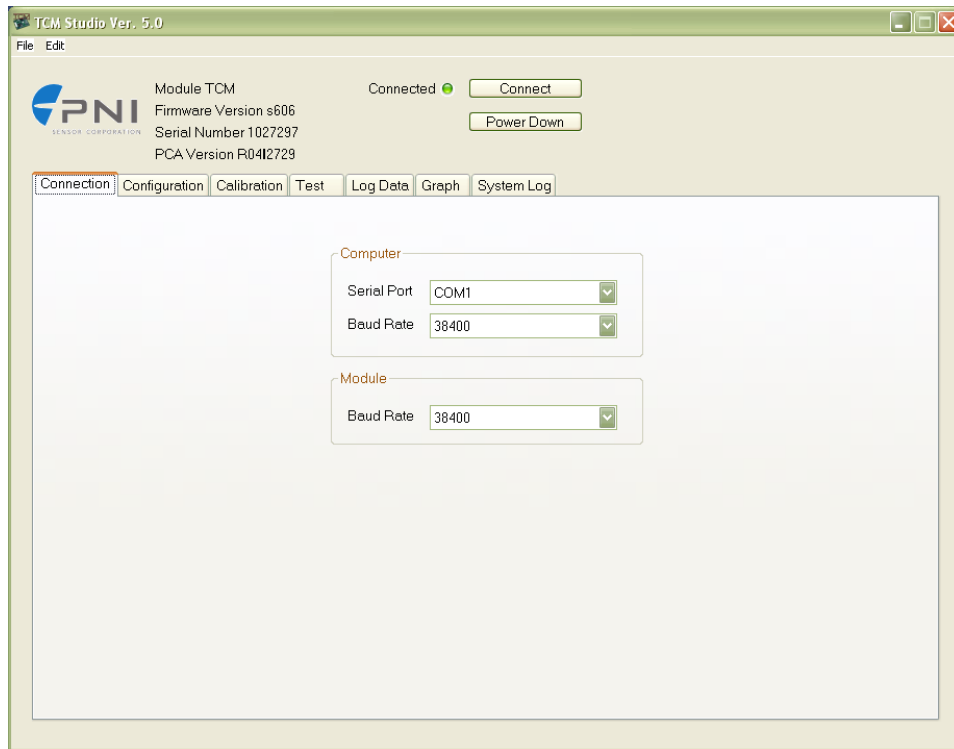 TCM Studio Ver. 5.0
File Edit
PNI
SENSOR CORPORATION
Module TCM
Firmware Version s606
Serial Number 1027297
PCA Version R04I2729
Connected
Connect
Power Down
Connection Configuration Calibration Test Log Data Graph System Log
Computer
Serial Port COM1
Baud Rate 38400
Module
Baud Rate 38400